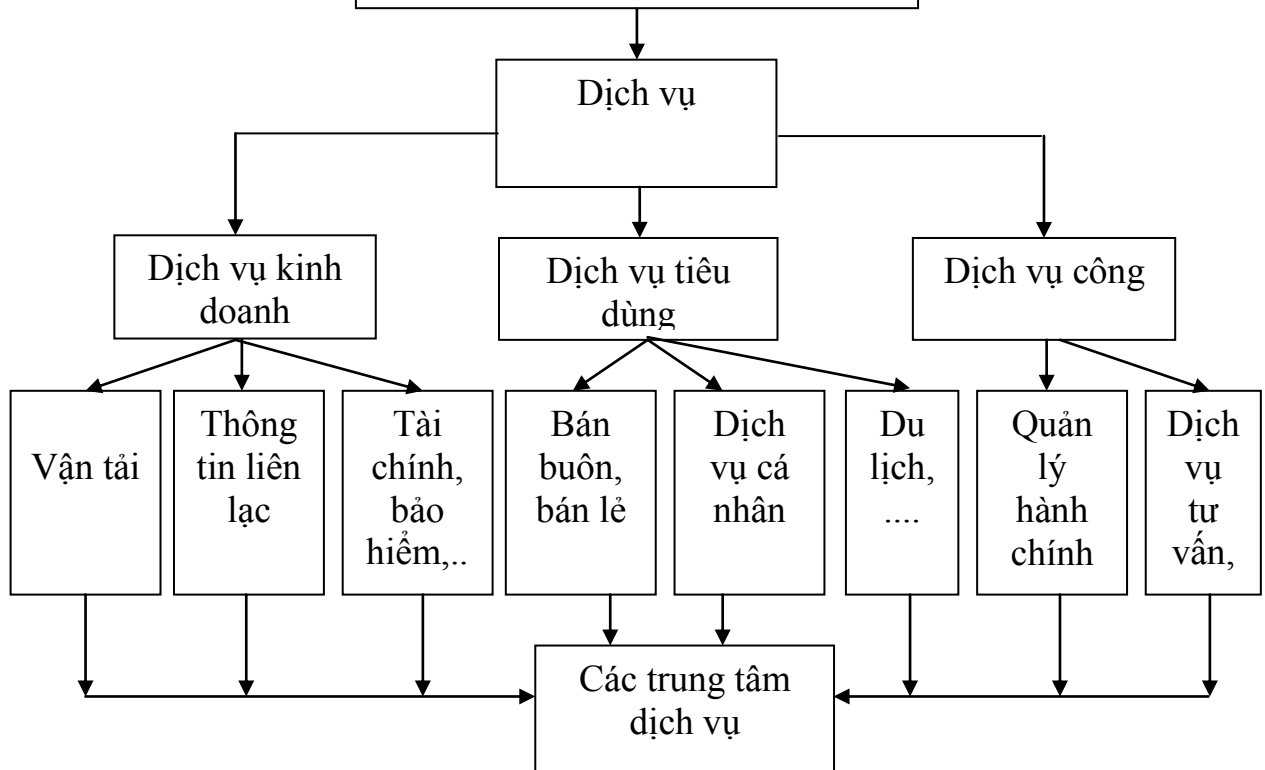 Dịch vụ
Dịch vụ kinh
doanh
Dịch vụ tiêu
dùng
Dịch vụ công
Vận tải
Thông
tin liên
lạc
Tài
chính,
bảo
hiểm,..
Bán
buôn,
bán lẻ
Dịch
vụ cá
nhân
Du
lịch,
....
Quản
lý
hành
chính
Dịch
vụ
tư
vấn,
Các trung tâm
dịch vụ